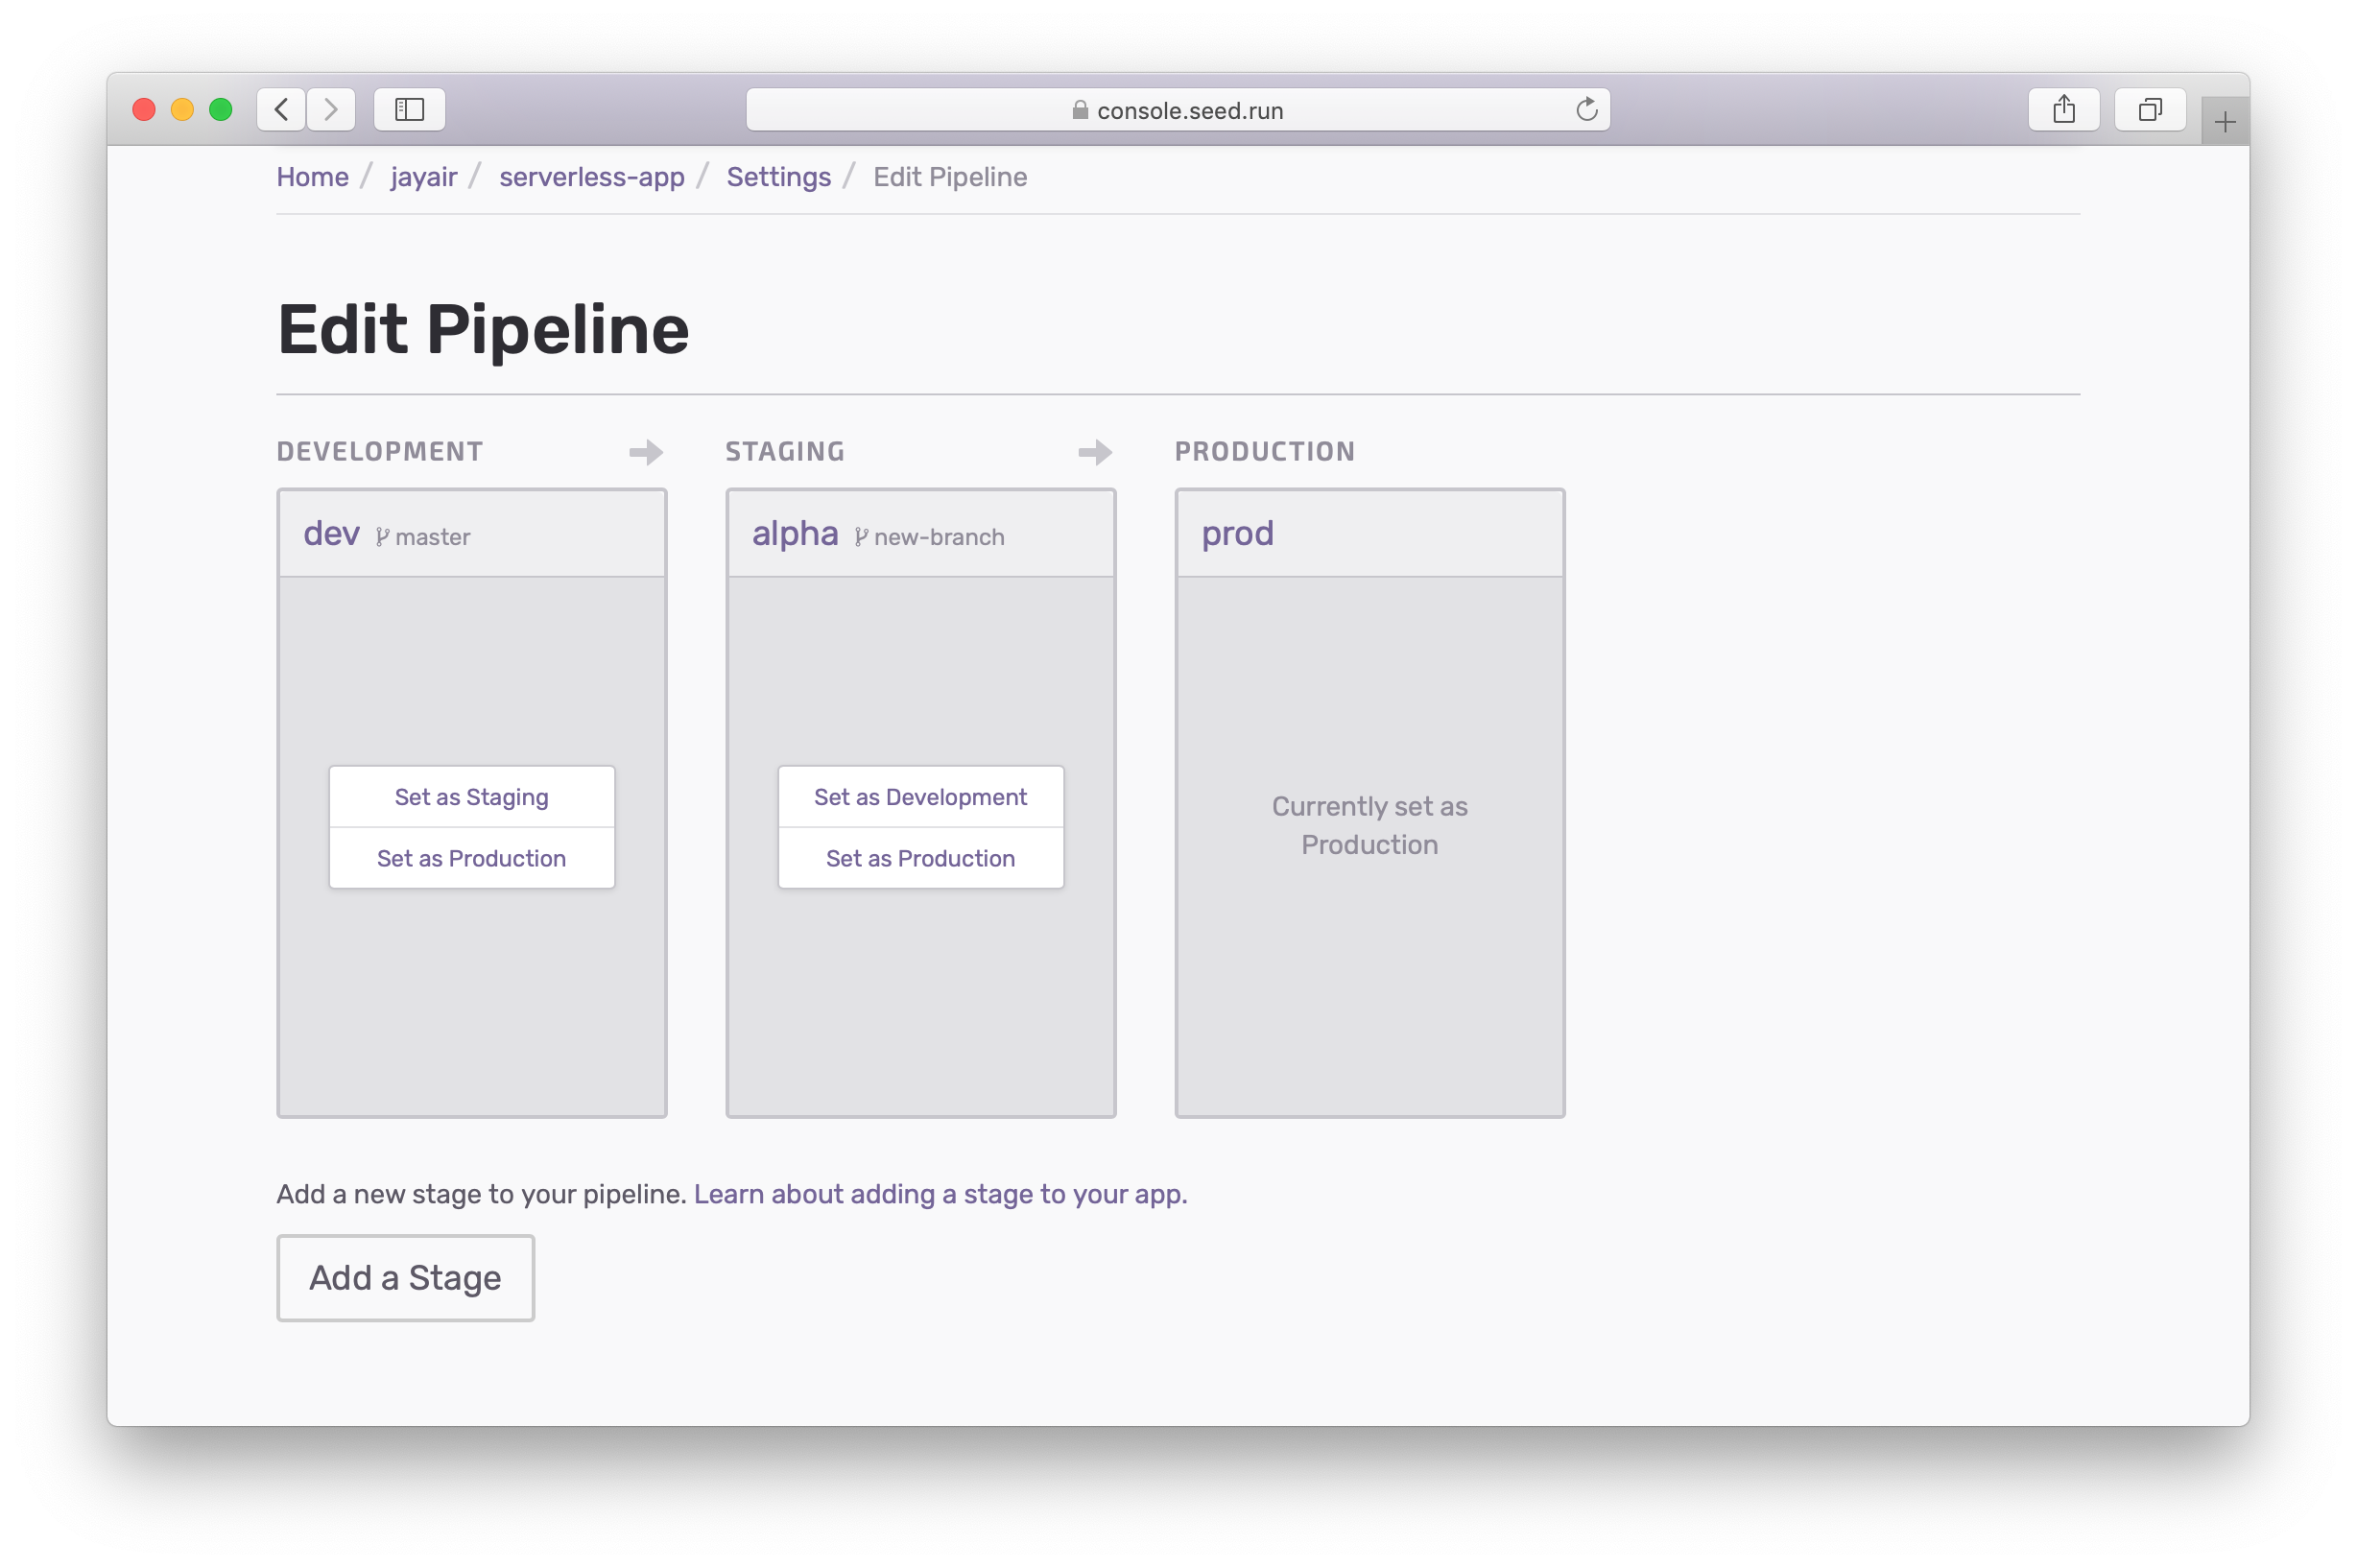 console.seed.run
Home / jayair / serverless-app / Settings / Edit Pipeline
Edit Pipeline
DEVELOPMENT
STAGING
PRODUCTION
dev master
alpha new-branch
prod
Set as Staging
Set as Production
Set as Development
Set as Production
Currently set as
Production
Add a new stage to your pipeline. Learn about adding a stage to your app.
Add a Stage